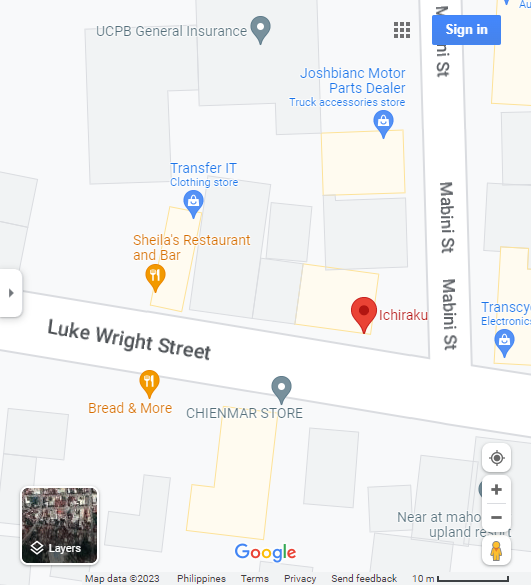 UCPB General Insurance
Sign in
Au
Mabini St
Joshbianc Motor
Parts Dealer
Truck accessories store
Transfer IT
Clothing store
Mabini St
Sheila's Restaurant
and Bar
Mabini St
Ichiraku
Transcy
Electronics
Luke Wright Street
Bread & More
CHIENMAR STORE
Near at maho
upland resort
Layers
Google
Map data ©2023 Philippines Terms Privacy Send feedback 10 m